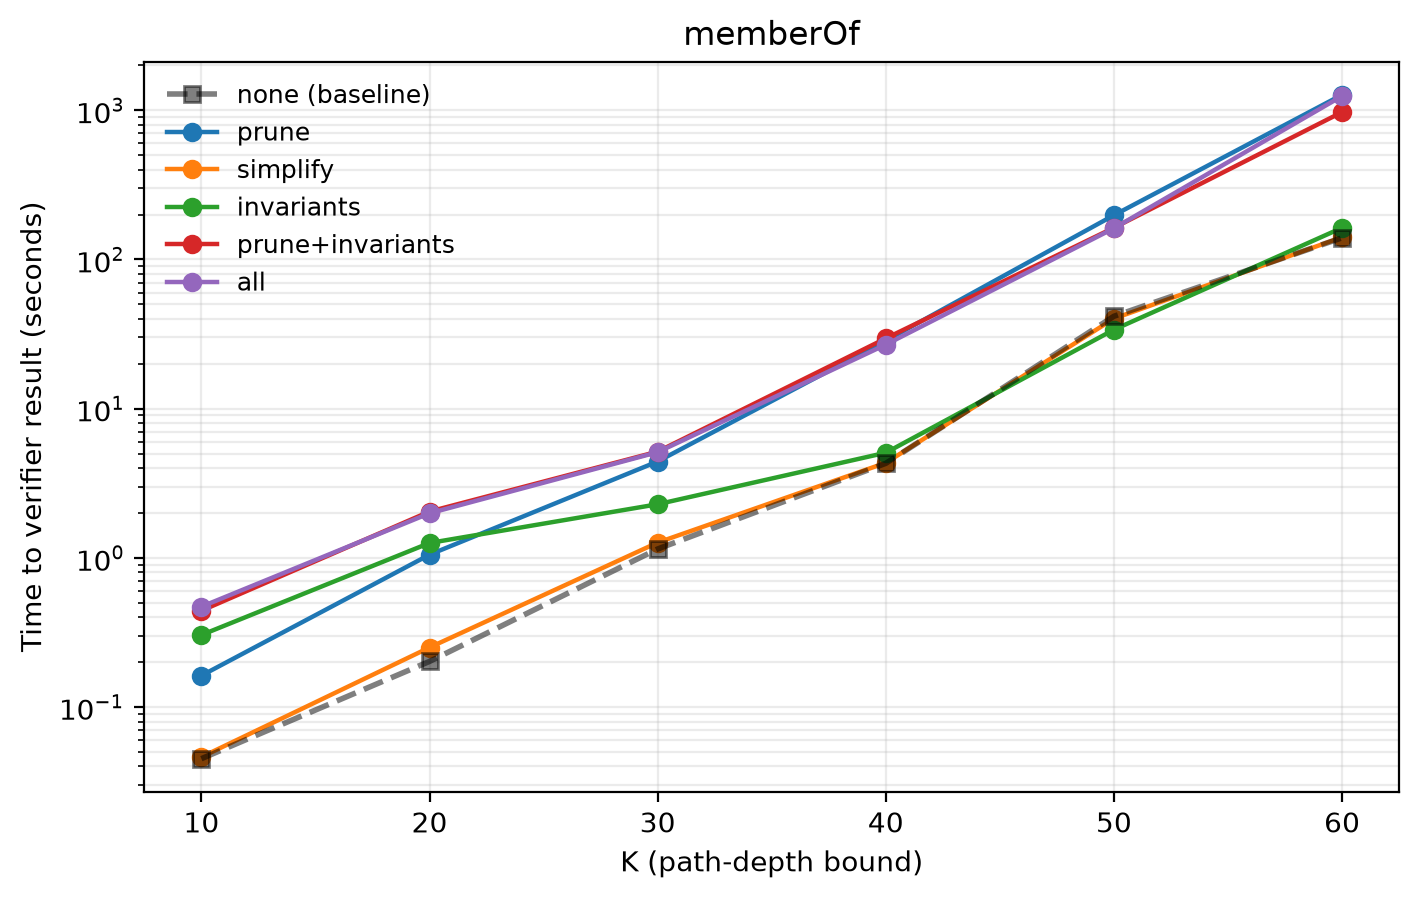 memberOf
none (baseline)
prune
simplify
invariants
prune+invariants
all
Time to verifier result (seconds)
10³
10²
10¹
10⁰
10⁻¹
10 20 30 40 50 60
K (path-depth bound)